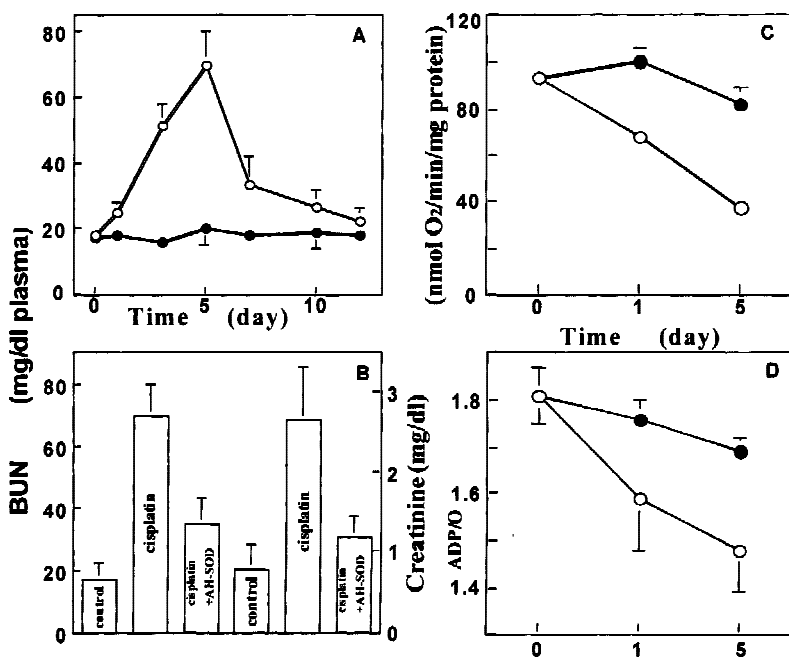 A
80
60
40
20
0
0 5 10
Time (day)
BUN (mg/dl plasma)
B
80
60
40
20
0
control
cisplatin
cisplatin
+AH-SOD
control
cisplatin
cisplatin
+AH-SOD
3
2
1
0
Creatinine (mg/dl)
C
120
80
40
0
(nmol O2/min/mg protein)
0 1 5
Time (day)
D
1.8
1.6
1.4
ADP/O
0 1 5